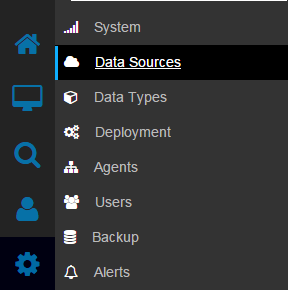 System
Data Sources
Data Types
Deployment
Agents
Users
Backup
Alerts